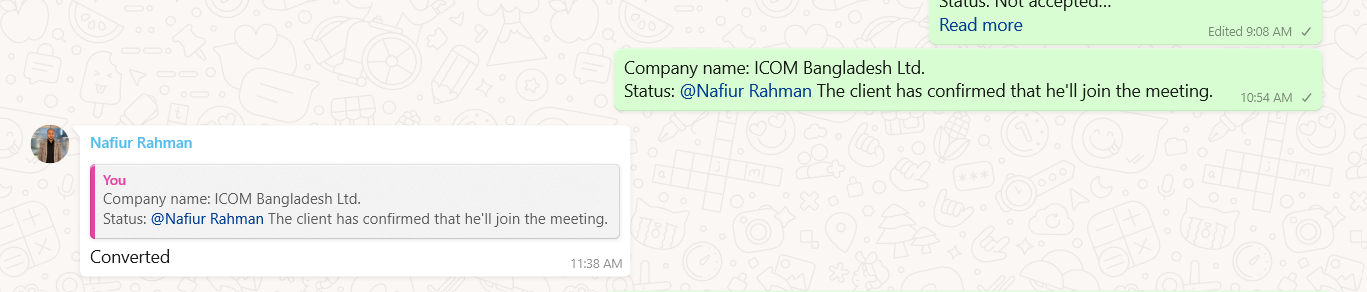 Status: Not accepted...
Read more
Edited 9:08 AM
Company name: ICOM Bangladesh Ltd.
Status: @Nafiur Rahman The client has confirmed that he'll join the meeting.
10:54 AM
Nafiur Rahman
You
Company name: ICOM Bangladesh Ltd.
Status: @Nafiur Rahman The client has confirmed that he'll join the meeting.
Converted
11:38 AM